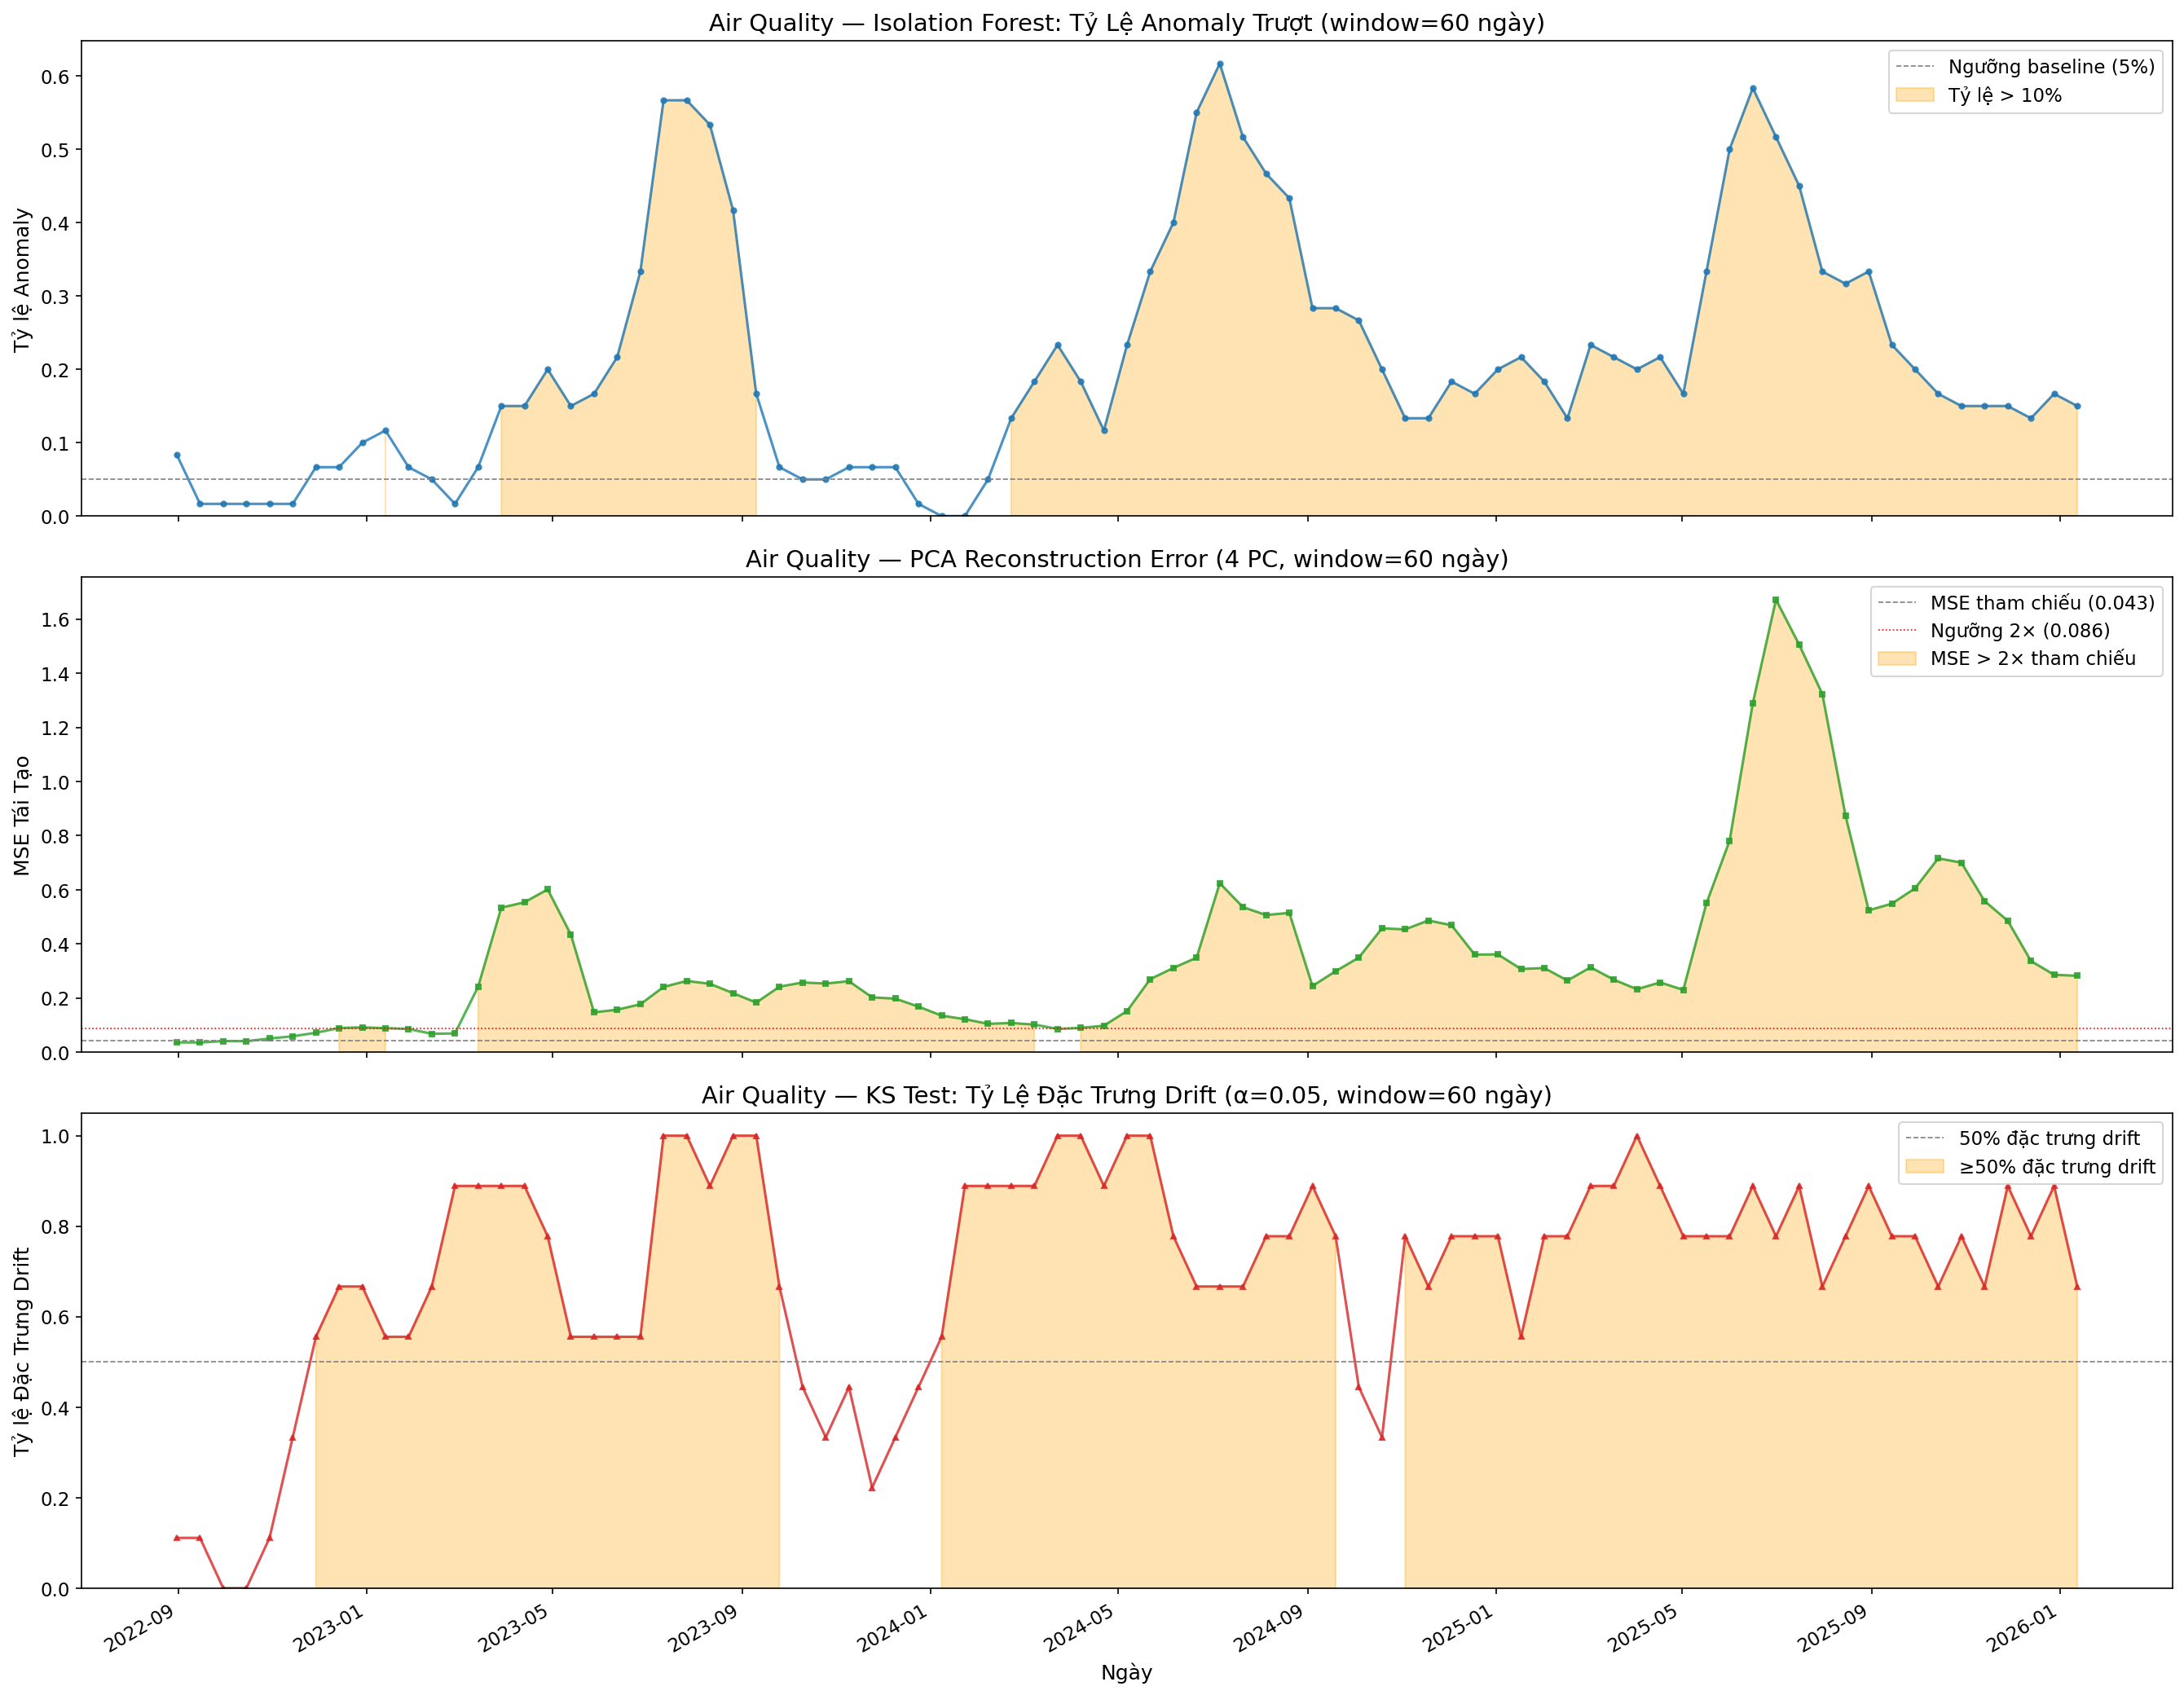 Air Quality — Isolation Forest: Tỷ Lệ Anomaly Trượt (window=60 ngày)
Tỷ lệ Anomaly
0.6
0.5
0.4
0.3
0.2
0.1
0.0
Ngưỡng baseline (5%)
Tỷ lệ > 10%
Air Quality — PCA Reconstruction Error (4 PC, window=60 ngày)
MSE Tái Tạo
1.6
1.4
1.2
1.0
0.8
0.6
0.4
0.2
0.0
MSE tham chiếu (0.043)
Ngưỡng 2× (0.086)
MSE > 2× tham chiếu
Air Quality — KS Test: Tỷ Lệ Đặc Trưng Drift (α=0.05, window=60 ngày)
Tỷ lệ Đặc Trưng Drift
1.0
0.8
0.6
0.4
0.2
0.0
50% đặc trưng drift
≥50% đặc trưng drift
2022-09
2023-01
2023-05
2023-09
2024-01
2024-05
2024-09
2025-01
2025-05
2025-09
2026-01
Ngày